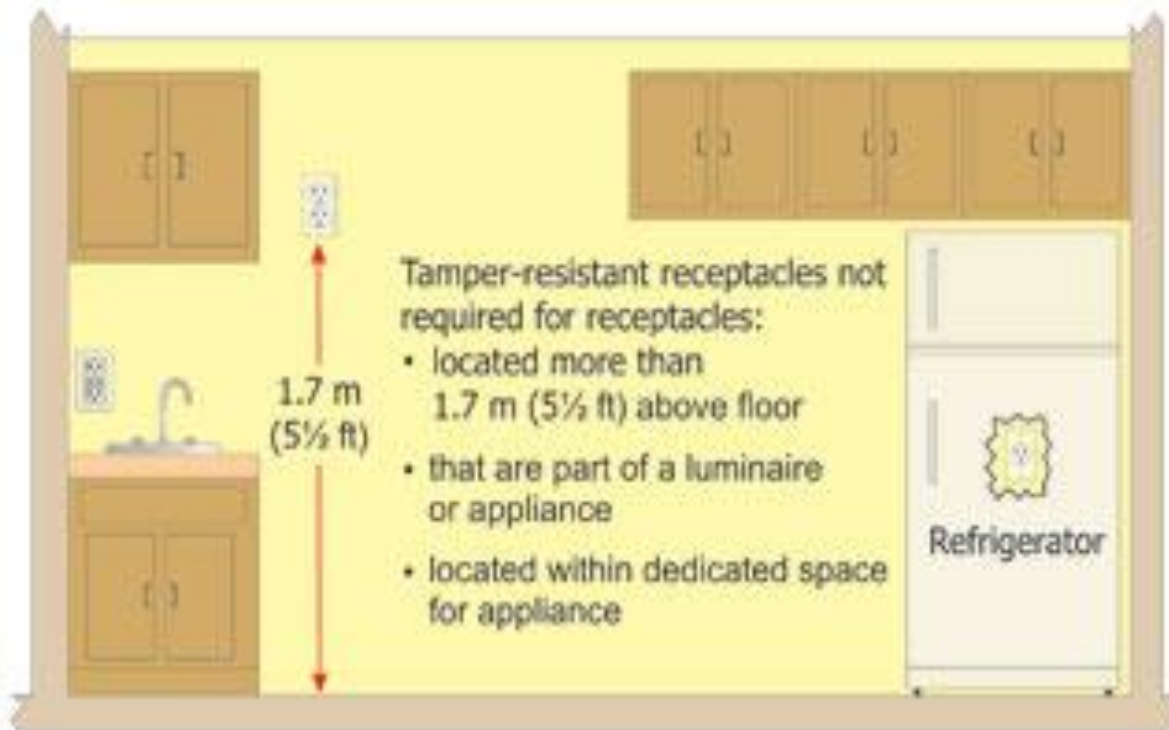 Tamper-resistant receptacles not
required for receptacles:
• located more than
1.7 m (5½ ft) above floor
• that are part of a luminaire
or appliance
• located within dedicated space
for appliance
1.7 m
(5½ ft)
Refrigerator